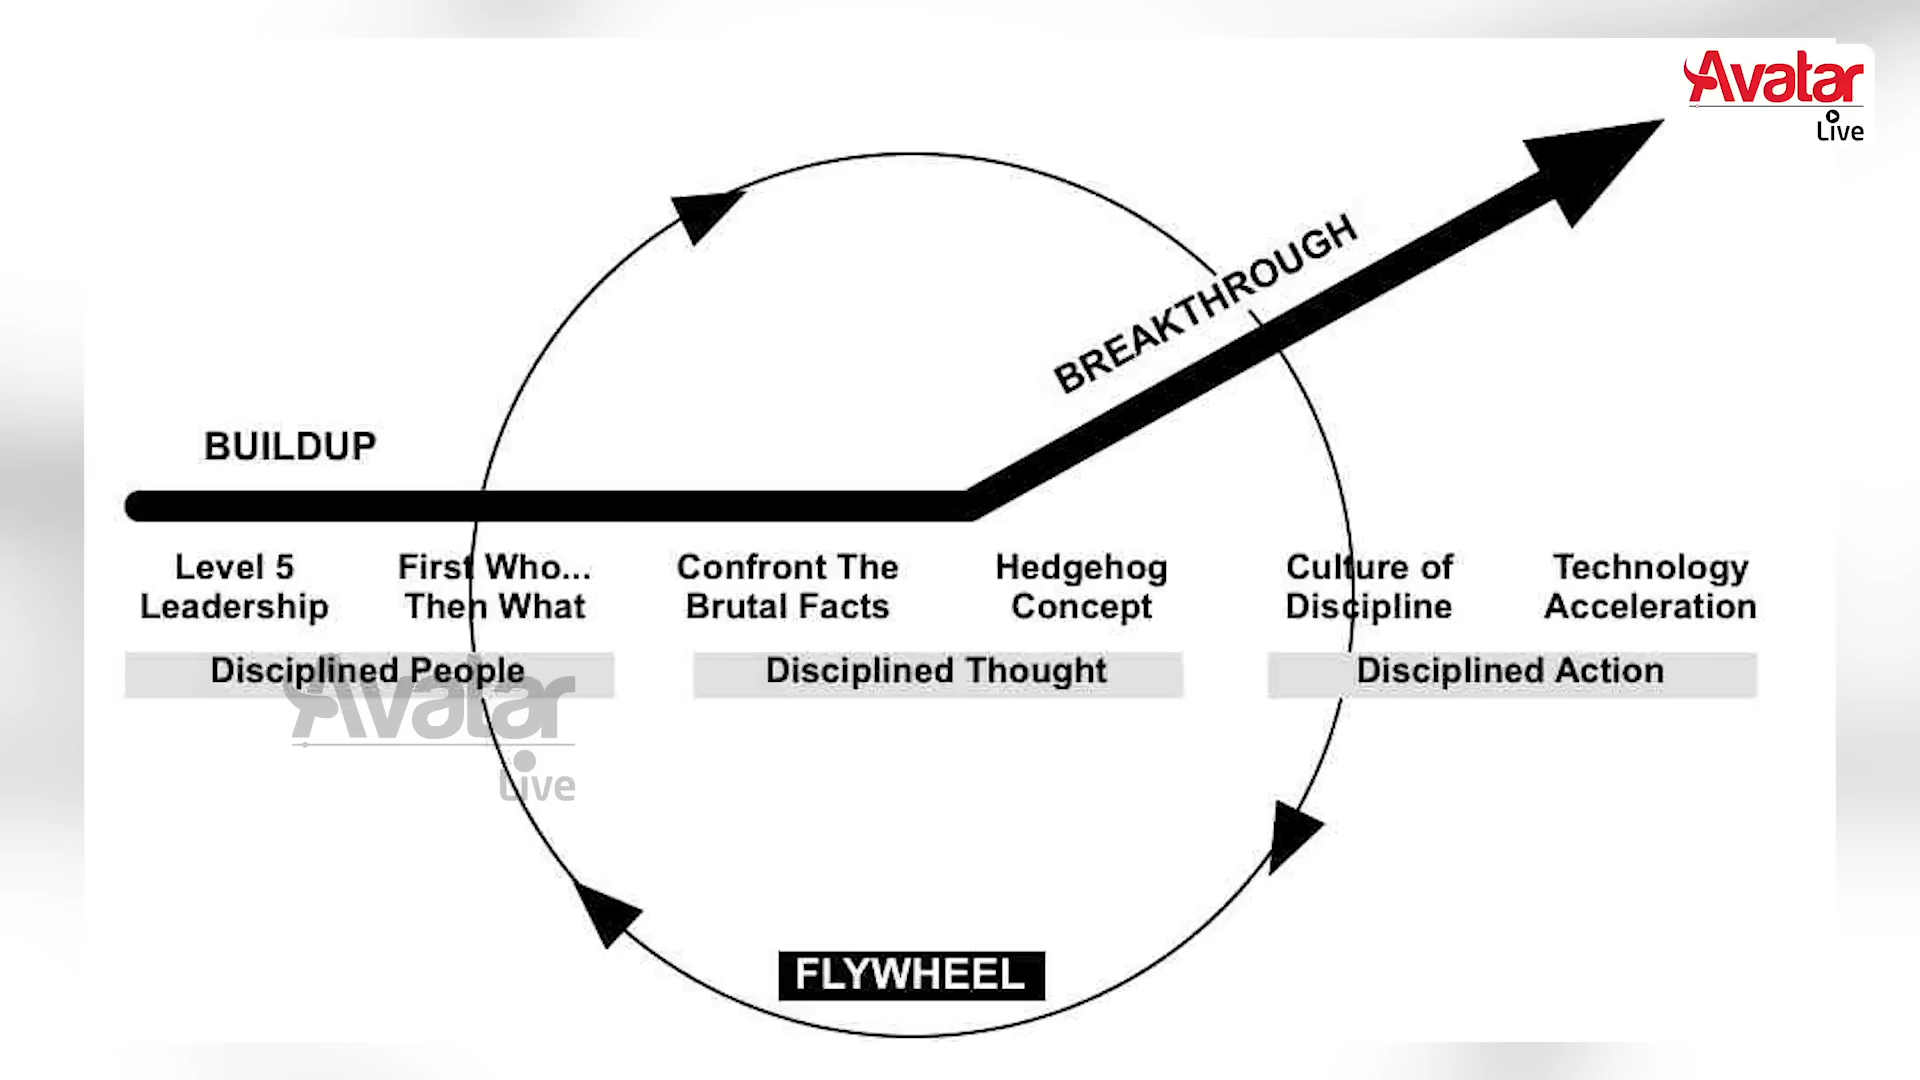 Avatar
Live
BREAKTHROUGH
BUILDUP
Level 5
Leadership
First Who...
Then What
Confront The
Brutal Facts
Hedgehog
Concept
Culture of
Discipline
Technology
Acceleration
Disciplined People
Disciplined Thought
Disciplined Action
Avatar
Live
FLYWHEEL